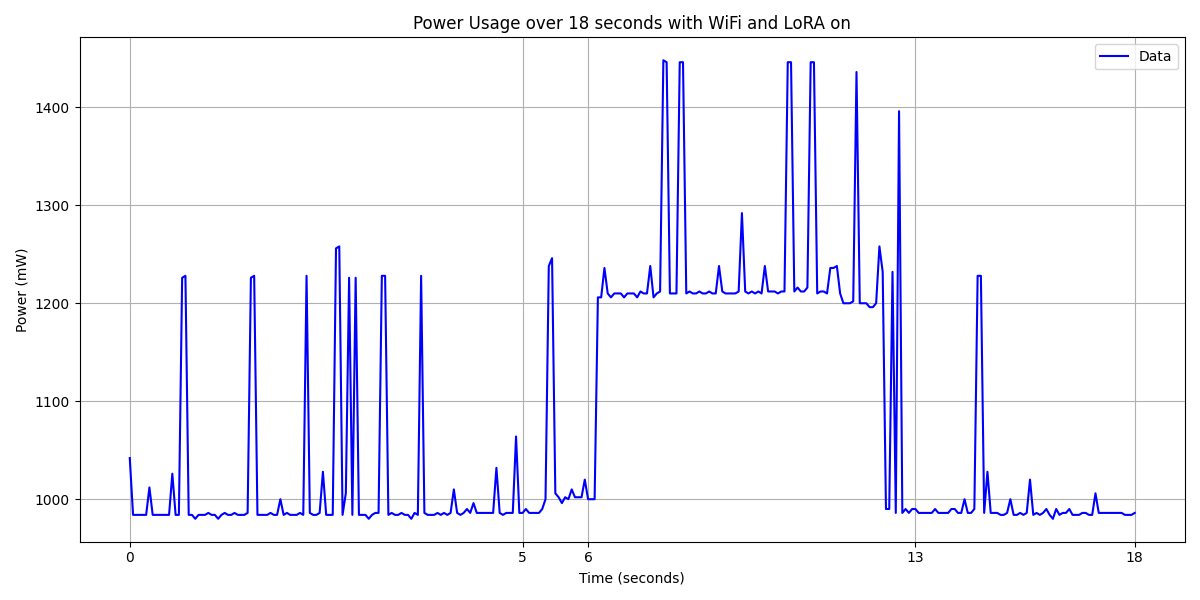 Power Usage over 18 seconds with WiFi and LoRA on
Data
Power (mW)
1400
1300
1200
1100
1000
0 5 6 13 18
Time (seconds)